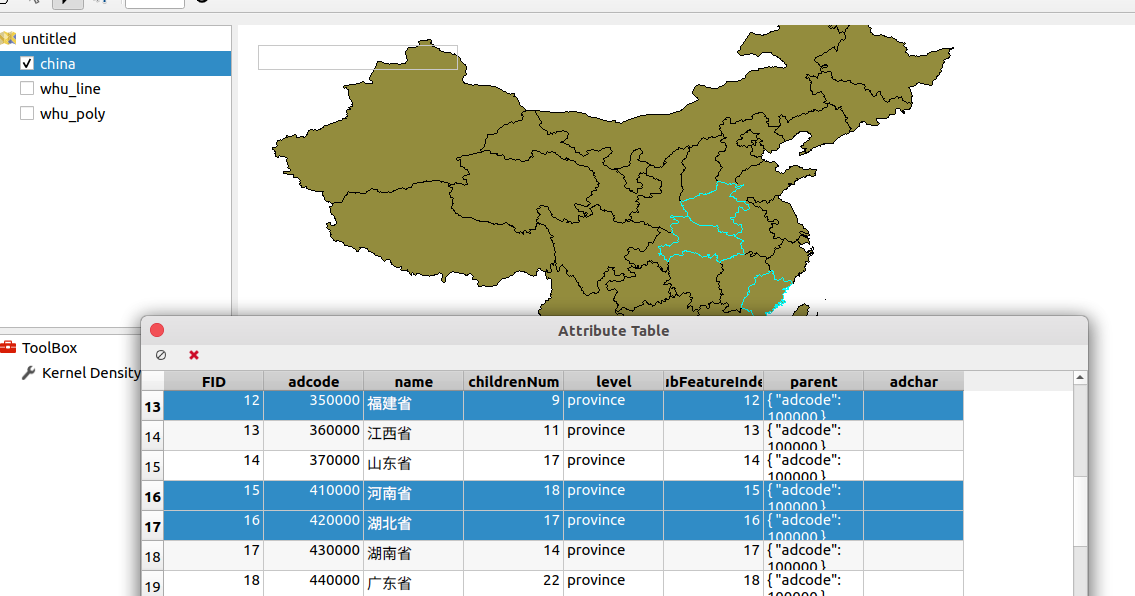 untitled
china
whu_line
whu_poly
ToolBox
Kernel Density
Attribute Table
FID adcode name childrenNum level ubFeatureInde parent adchar
13 12 350000 福建省 9 province 12 { "adcode": 100000 }
14 13 360000 江西省 11 province 13 { "adcode": 100000 }
15 14 370000 山东省 17 province 14 { "adcode": 100000 }
16 15 410000 河南省 18 province 15 { "adcode": 100000 }
17 16 420000 湖北省 17 province 16 { "adcode": 100000 }
18 17 430000 湖南省 14 province 17 { "adcode": 100000 }
19 18 440000 广东省 22 province 18 { "adcode": 100000 }